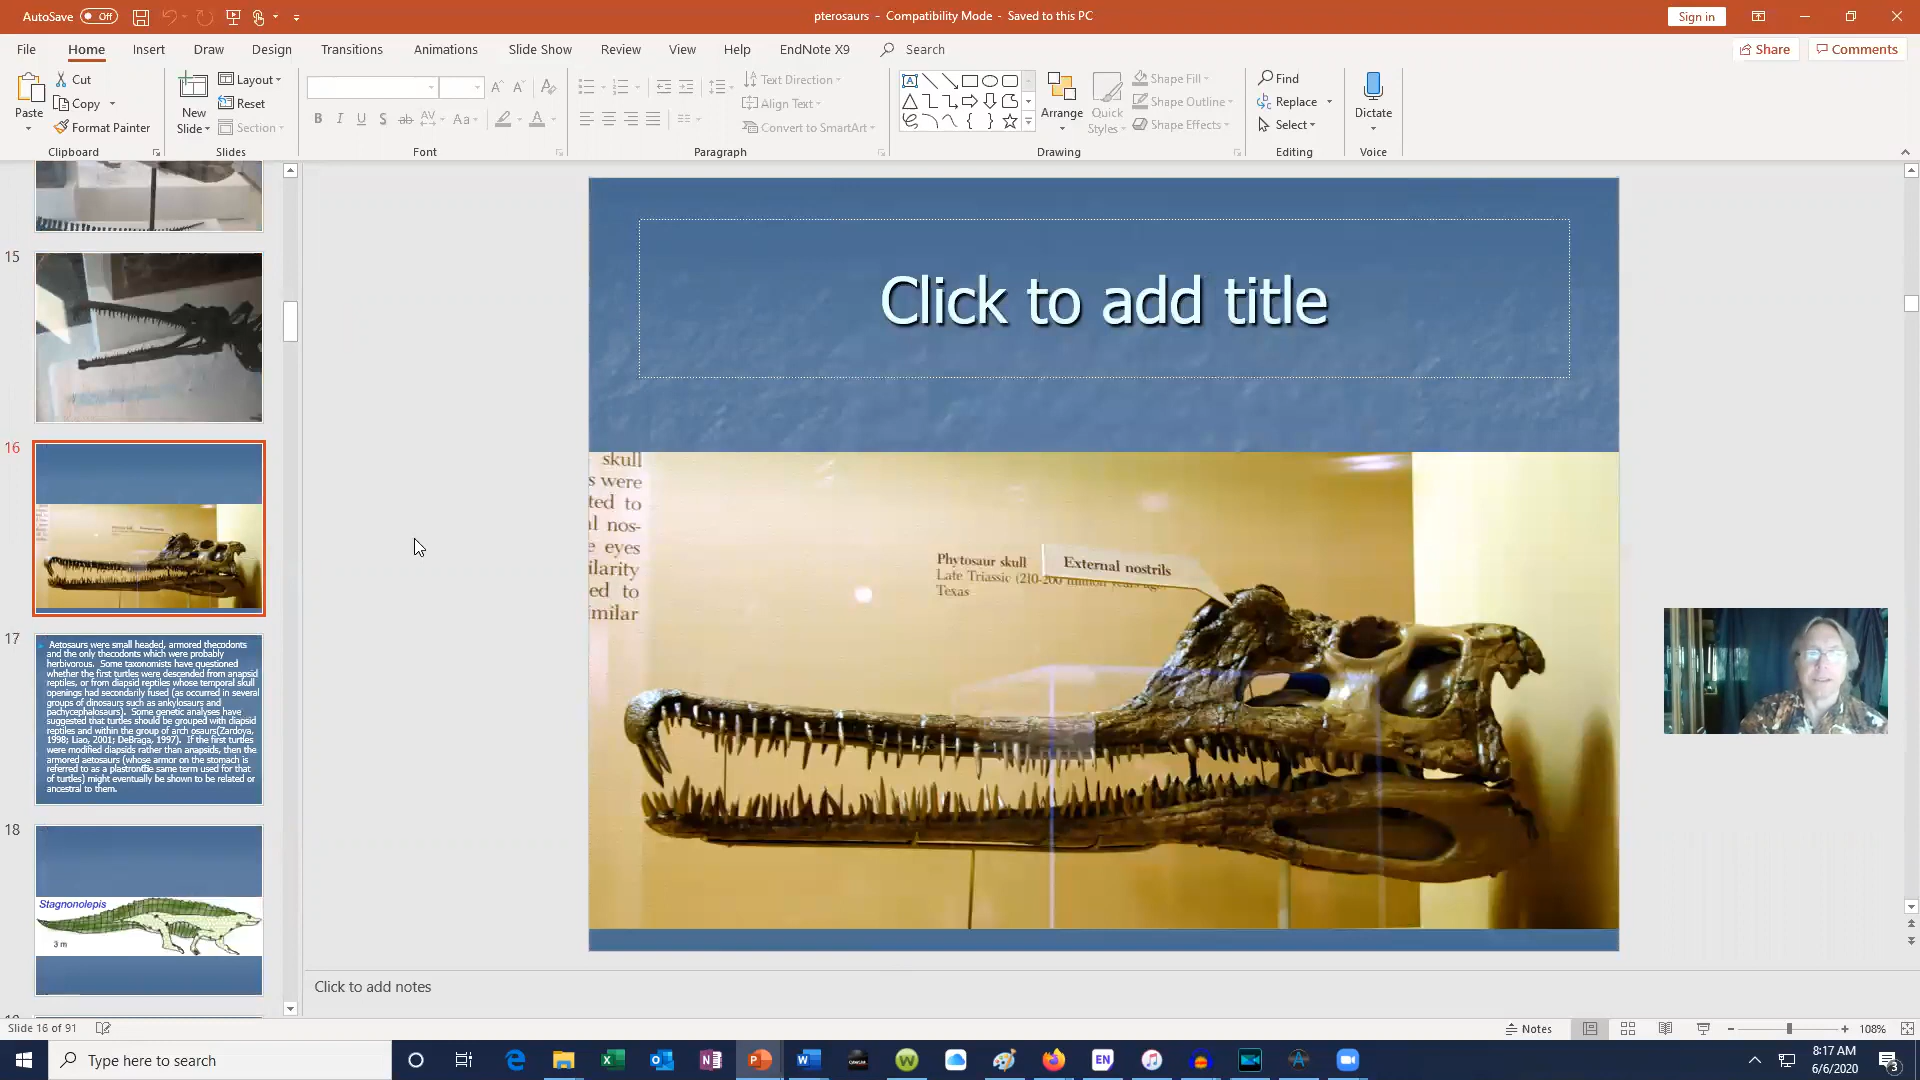 AutoSave Off
pterosaurs - Compatibility Mode - Saved to this PC
Sign in
File Home Insert Draw Design Transitions Animations Slide Show Review View Help EndNote X9 Search
Share Comments
Paste
Cut
Copy
Format Painter
Clipboard
New Slide
Layout
Reset
Section
Slides
B I U S ab AV Aa A
Font
Text Direction
Align Text
Convert to SmartArt
Paragraph
Arrange
Quick Styles
Shape Fill
Shape Outline
Shape Effects
Drawing
Find
Replace
Select
Editing
Dictate
Voice
15
16
17
Aetosaurs were small headed, armored thecodonts
and the only thecodonts which were probably
herbivorous. Some taxonomists have questioned
whether the first turtles were descended from anapsid
reptiles, or from diapsid reptiles whose temporal skull
openings had secondarily fused (as occurred in several
groups of dinosaurs such as ankylosaurs and
pachycephalosaurs). Some genetic analyses have
suggested that turtles should be grouped with diapsid
reptiles and within the group of arch osaurs(Zardoya,
1998; Liao, 2001; DeBraga, 1997). If the first turtles
were modified diapsids rather than anapsids, then the
armored aetosaurs (whose armor on the stomach is
referred to as a plastron the same term used for that
of turtles) might eventually be shown to be related or
ancestral to them.
18
Stagnonolepis
3 m
Click to add title
skull
s were
ted to
al nos-
e eyes
ilarity
ed to
imilar
Phytosaur skull
Late Triassic (210-200 million years ago)
Texas
External nostrils
Click to add notes
Slide 16 of 91
Notes
108%
Type here to search
EN
8:17 AM
6/6/2020
3